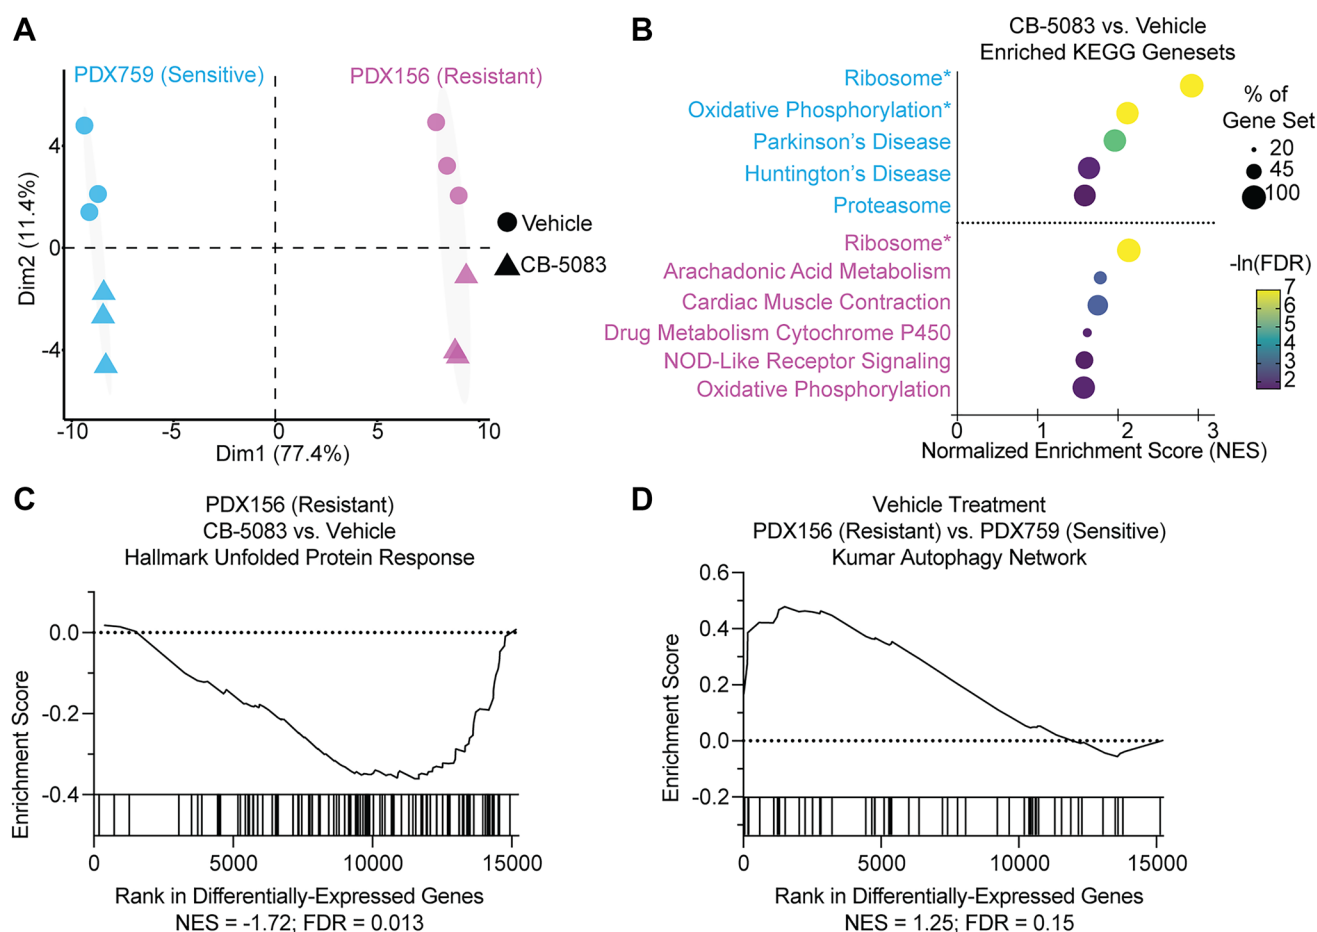 A
PDX759 (Sensitive)
PDX156 (Resistant)
4
0
-4
Dim2 (11.4%)
-10
-5
0
5
10
Dim1 (77.4%)
Vehicle
CB-5083
B
CB-5083 vs. Vehicle
Enriched KEGG Genesets
Ribosome*
Oxidative Phosphorylation*
Parkinson's Disease
Huntington's Disease
Proteasome
Ribosome*
Arachadonic Acid Metabolism
Cardiac Muscle Contraction
Drug Metabolism Cytochrome P450
NOD-Like Receptor Signaling
Oxidative Phosphorylation
0
1
2
3
Normalized Enrichment Score (NES)
% of
Gene Set
20
45
100
-ln(FDR)
7
6
5
4
3
2
C
PDX156 (Resistant)
CB-5083 vs. Vehicle
Hallmark Unfolded Protein Response
0.0
-0.2
-0.4
Enrichment Score
0
5000
10000
15000
Rank in Differentially-Expressed Genes
NES = -1.72; FDR = 0.013
D
Vehicle Treatment
PDX156 (Resistant) vs. PDX759 (Sensitive)
Kumar Autophagy Network
0.6
0.4
0.2
0.0
-0.2
Enrichment Score
0
5000
10000
15000
Rank in Differentially-Expressed Genes
NES = 1.25; FDR = 0.15